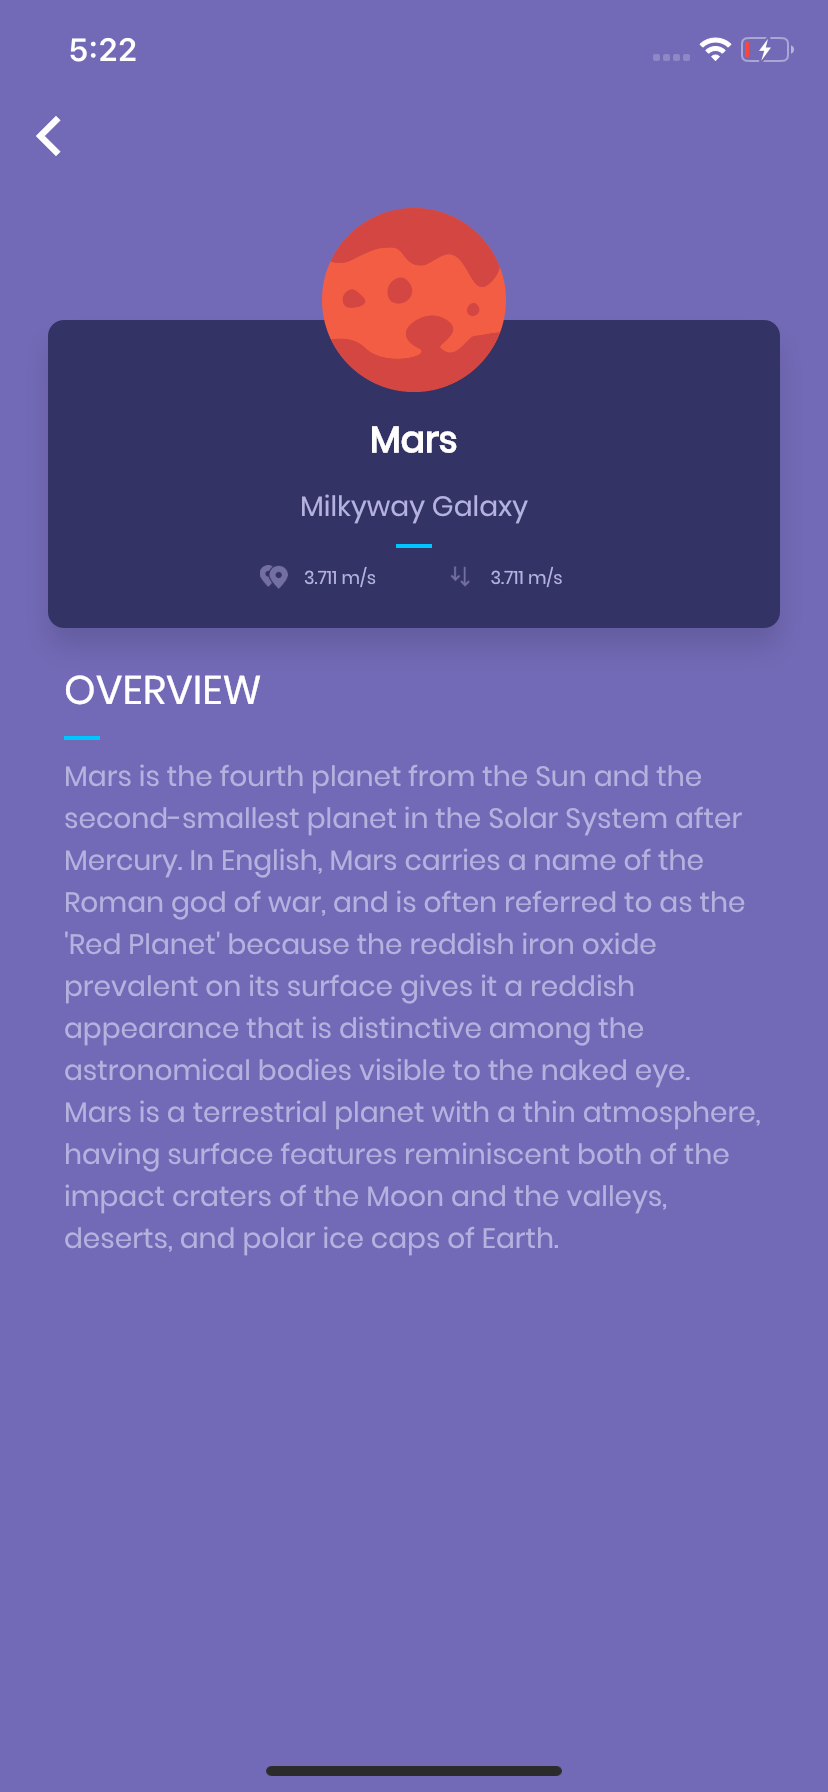 5:22
Mars
Milkyway Galaxy
3.711 m/s 3.711 m/s
OVERVIEW
Mars is the fourth planet from the Sun and the
second-smallest planet in the Solar System after
Mercury. In English, Mars carries a name of the
Roman god of war, and is often referred to as the
'Red Planet' because the reddish iron oxide
prevalent on its surface gives it a reddish
appearance that is distinctive among the
astronomical bodies visible to the naked eye.
Mars is a terrestrial planet with a thin atmosphere,
having surface features reminiscent both of the
impact craters of the Moon and the valleys,
deserts, and polar ice caps of Earth.